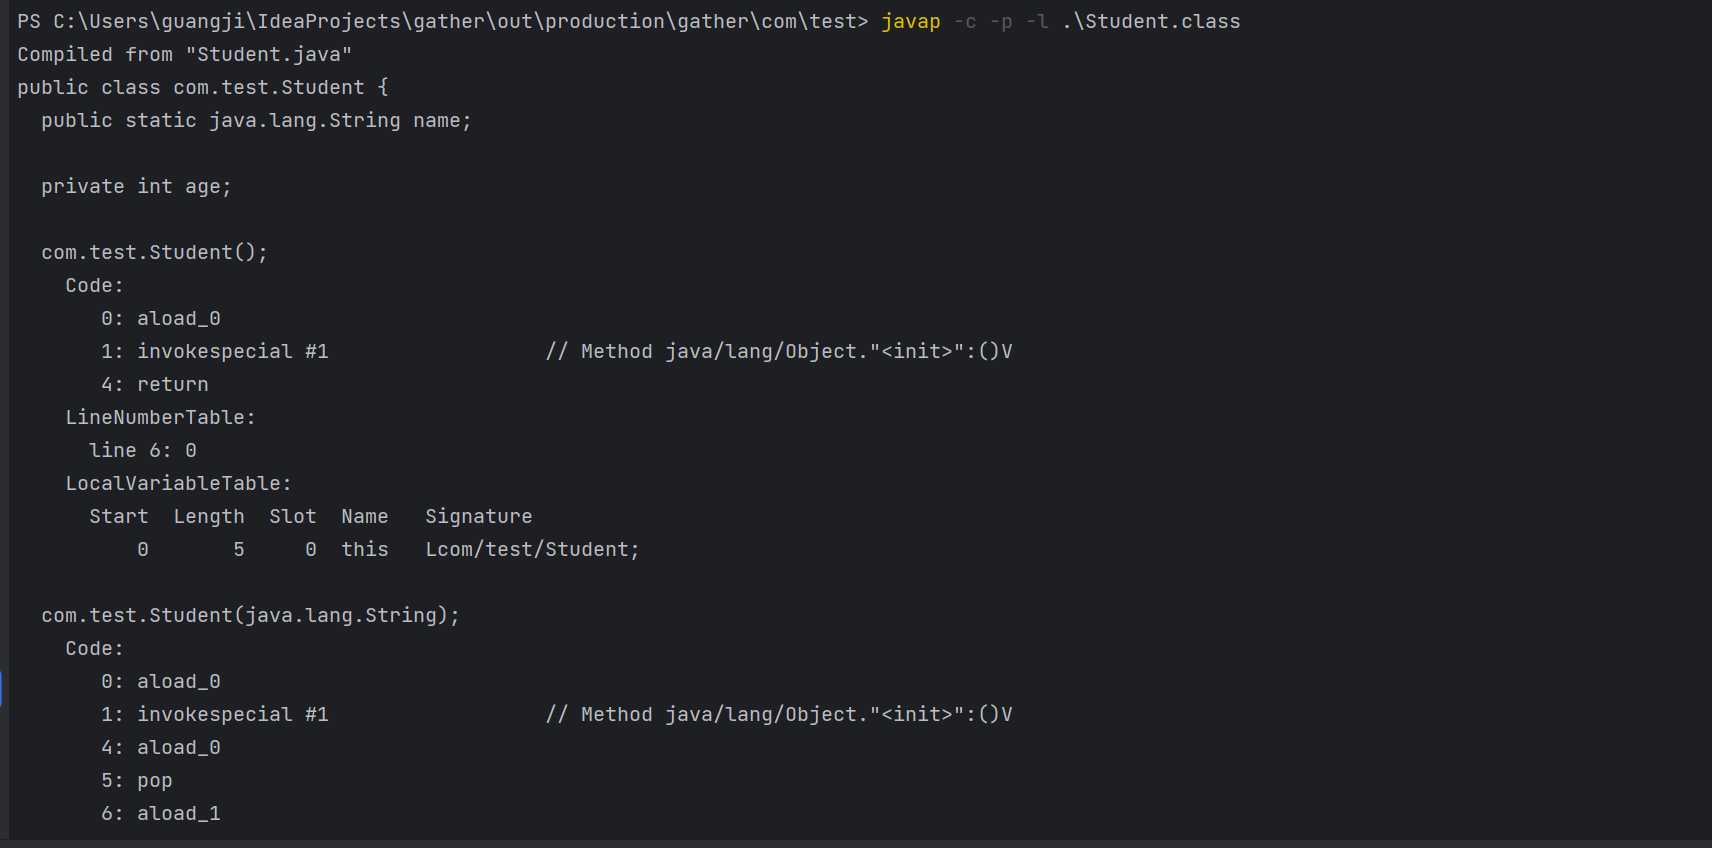 PS C:\Users\guangji\IdeaProjects\gather\out\production\gather\com\test> javap -c -p -l .\Student.class
Compiled from "Student.java"
public class com.test.Student {
  public static java.lang.String name;

  private int age;

  com.test.Student();
    Code:
       0: aload_0
       1: invokespecial #1                  // Method java/lang/Object."<init>":()V
       4: return
    LineNumberTable:
      line 6: 0
    LocalVariableTable:
      Start  Length  Slot  Name   Signature
          0       5     0  this   Lcom/test/Student;

  com.test.Student(java.lang.String);
    Code:
       0: aload_0
       1: invokespecial #1                  // Method java/lang/Object."<init>":()V
       4: aload_0
       5: pop
       6: aload_1